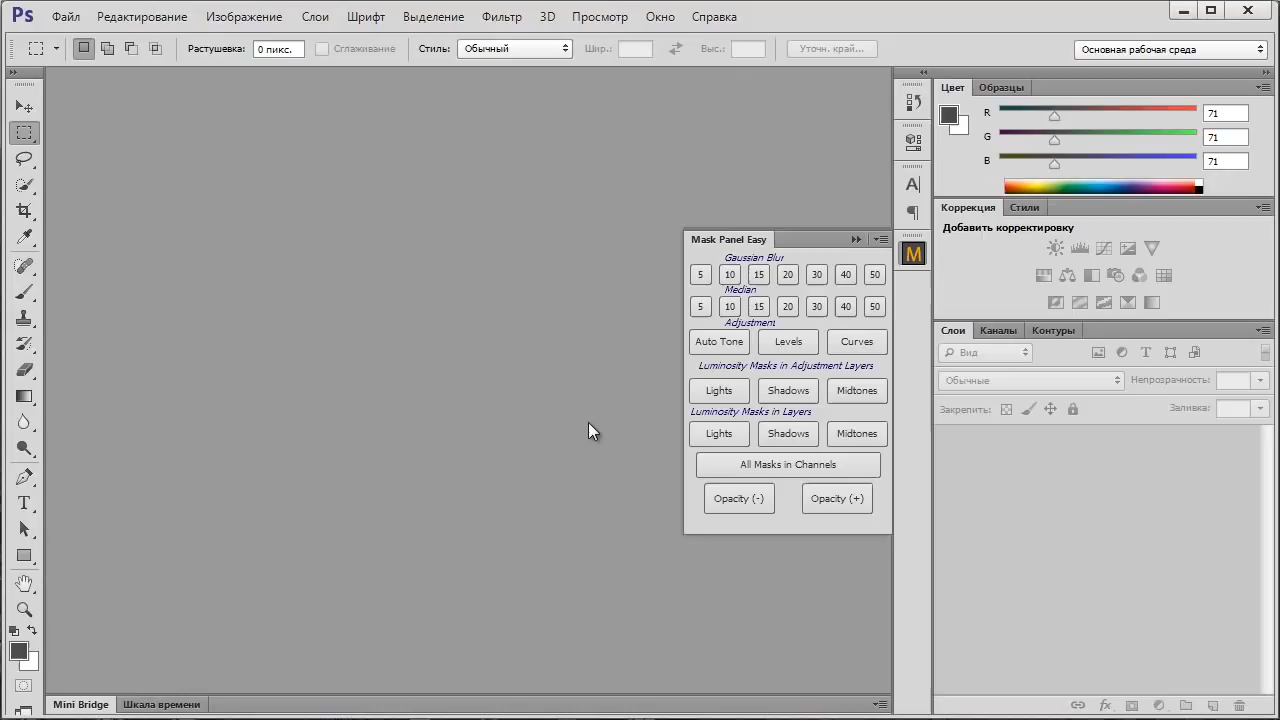 Ps Файл Редактирование Изображение Слои Шрифт Выделение Фильтр 3D Просмотр Окно Справка
Растушевка: 0 пикс. Сглаживание Стиль: Обычный Шир.: Выс.: Уточн. край... Основная рабочая среда
Цвет Образцы
R 71
G 71
B 71
Коррекция Стили
Добавить корректировку
Mask Panel Easy
Gaussian Blur
5 10 15 20 30 40 50
Median
5 10 15 20 30 40 50
Adjustment
Auto Tone Levels Curves
Luminosity Masks in Adjustment Layers
Lights Shadows Midtones
Luminosity Masks in Layers
Lights Shadows Midtones
All Masks in Channels
Opacity (-) Opacity (+)
Слои Каналы Контуры
Вид
Обычные Непрозрачность:
Закрепить: Заливка:
Mini Bridge Шкала времени